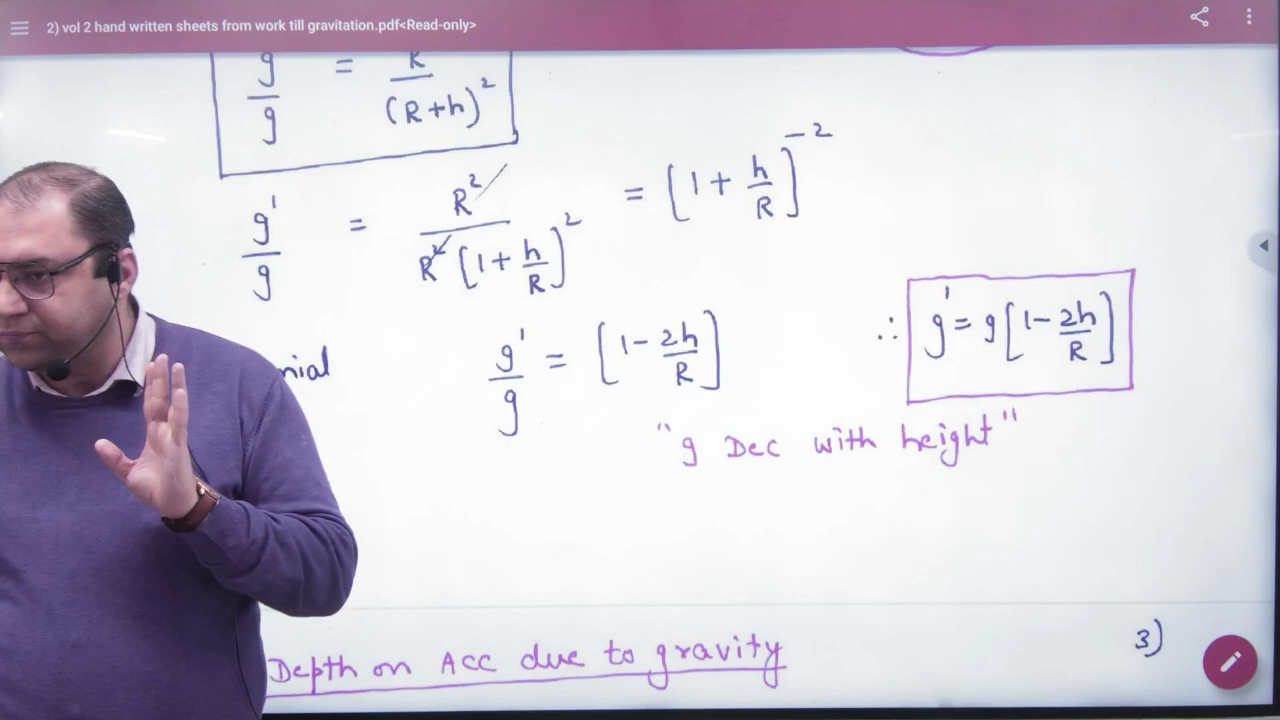 2) vol 2 hand written sheets from work till gravitation.pdf<Read-only>
g/g = R/(R+h)²
g'/g = R²/R²[1+h/R]² = [1+h/R]⁻²
nial g'/g = [1-2h/R] ∴ g' = g[1-2h/R]
"g Dec with height"
Depth on Acc due to gravity 3)